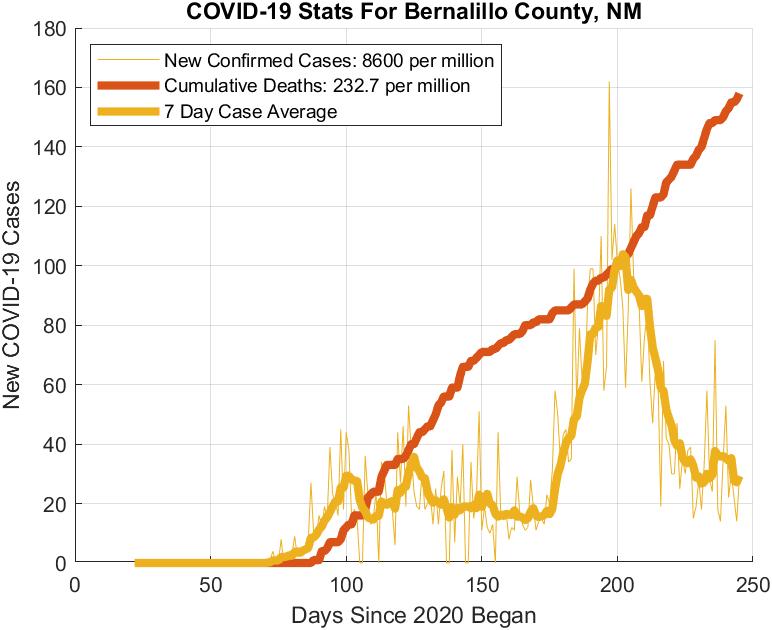 COVID-19 Stats For Bernalillo County, NM
180
New Confirmed Cases: 8600 per million
Cumulative Deaths: 232.7 per million
7 Day Case Average
160
140
120
100
80
60
40
20
0
New COVID-19 Cases
0 50 100 150 200 250
Days Since 2020 Began